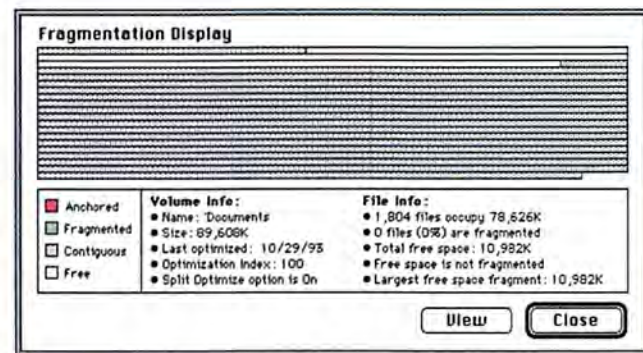 Fragmentation Display
Anchored
Fragmented
Contiguous
Free
Volume Info:
• Name: Documents
• Size: 89,608K
• Last optimized: 10/29/93
• Optimization Index: 100
• Split Optimize option is On
File Info:
• 1,804 files occupy 78,626K
• 0 files (0%) are fragmented
• Total free space: 10,982K
• Free space is not fragmented
• Largest free space fragment: 10,982K
View
Close